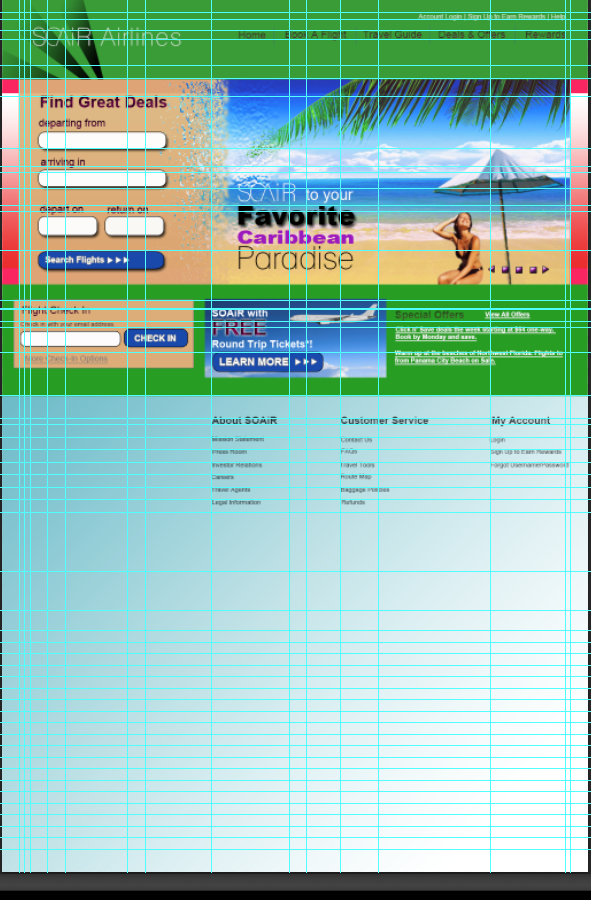 Account Login | Sign Up to Earn Rewards | Help
SOAiR Airlines
Home Book A Flight Travel Guide Deals & Offers Rewards
Find Great Deals
departing from
arriving in
depart on return on
Search Flights
SOAiR to your
Favorite
Caribbean
Paradise
Flight Check In
Check in with your email address
CHECK IN
More Check-in Options
SOAiR with
FREE
Round Trip Tickets*!
LEARN MORE
Special Offers View All Offers
Click n' Save deals the week starting at $64 one-way.
Book by Monday and save.
Warm up at the beaches of Northwest Florida. Flights to
from Panama City Beach on Sale.
About SOAiR
Mission Statement
Press Room
Investor Relations
Careers
Travel Agents
Legal Information
Customer Service
Contact Us
FAQs
Travel Tools
Route Map
Baggage Policies
Refunds
My Account
Login
Sign Up to Earn Rewards
Forgot Username/Password